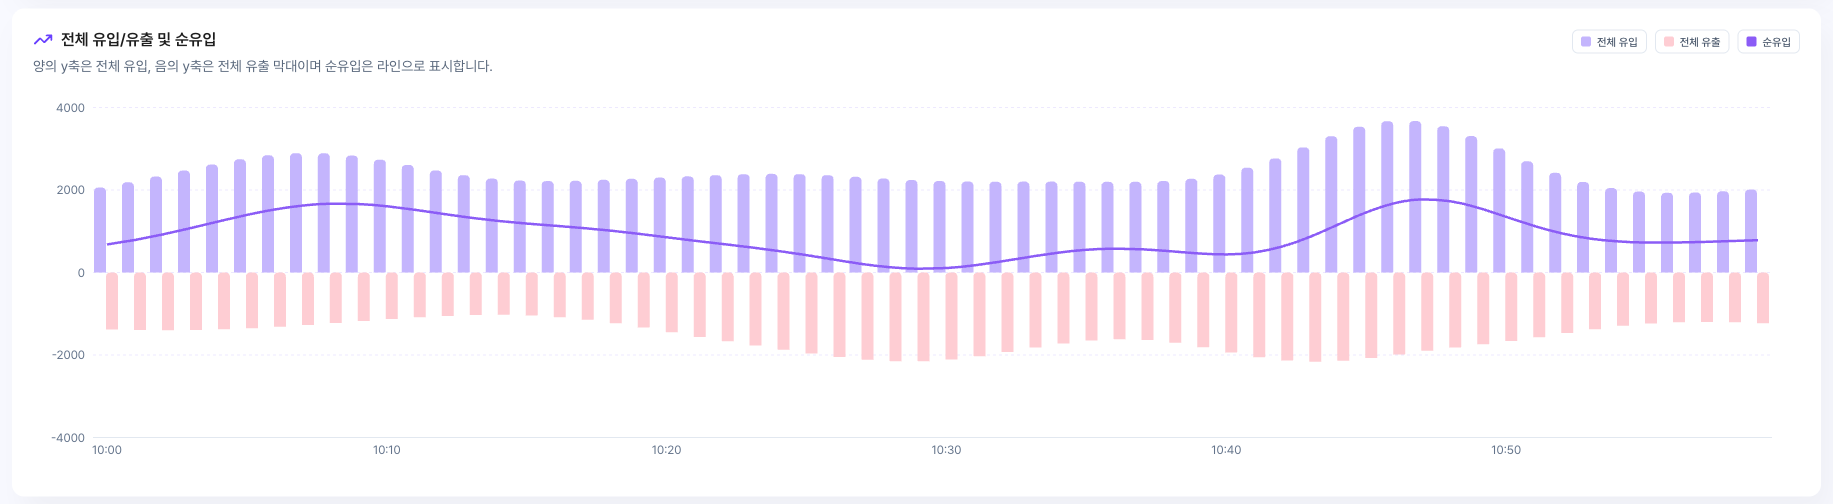 전체 유입/유출 및 순유입
양의 y축은 전체 유입, 음의 y축은 전체 유출 막대이며 순유입은 라인으로 표시합니다.
전체 유입
전체 유출
순유입
4000
2000
0
-2000
-4000
10:00
10:10
10:20
10:30
10:40
10:50